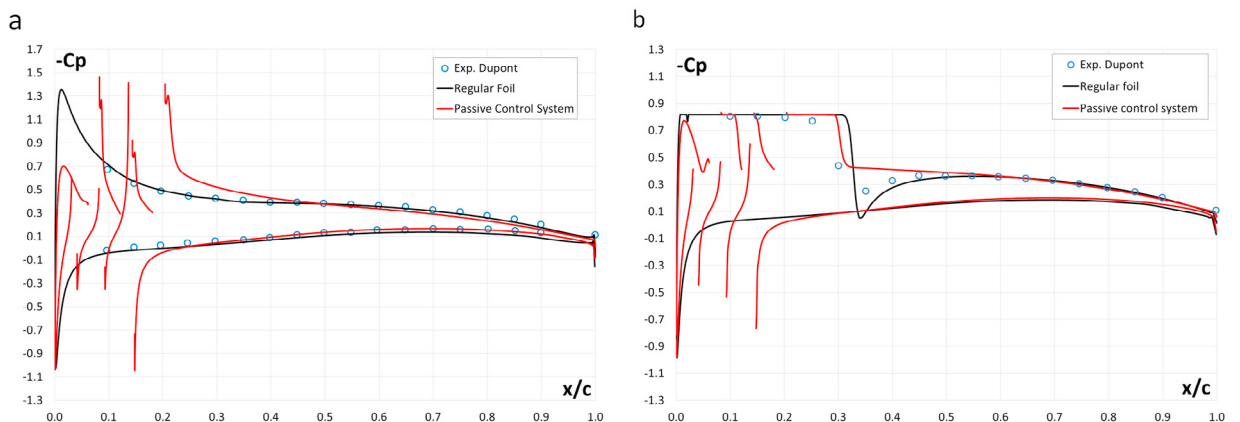 a
-Cp
Exp. Dupont
Regular Foil
Passive Control System
1.7
1.5
1.3
1.1
0.9
0.7
0.5
0.3
0.1
-0.1
-0.3
-0.5
-0.7
-0.9
-1.1
-1.3
x/c
0.0 0.1 0.2 0.3 0.4 0.5 0.6 0.7 0.8 0.9 1.0
b
-Cp
Exp. Dupont
Regular foil
Passive control system
1.3
1.1
0.9
0.7
0.5
0.3
0.1
-0.1
-0.3
-0.5
-0.7
-0.9
-1.1
-1.3
x/c
0.0 0.1 0.2 0.3 0.4 0.5 0.6 0.7 0.8 0.9 1.0